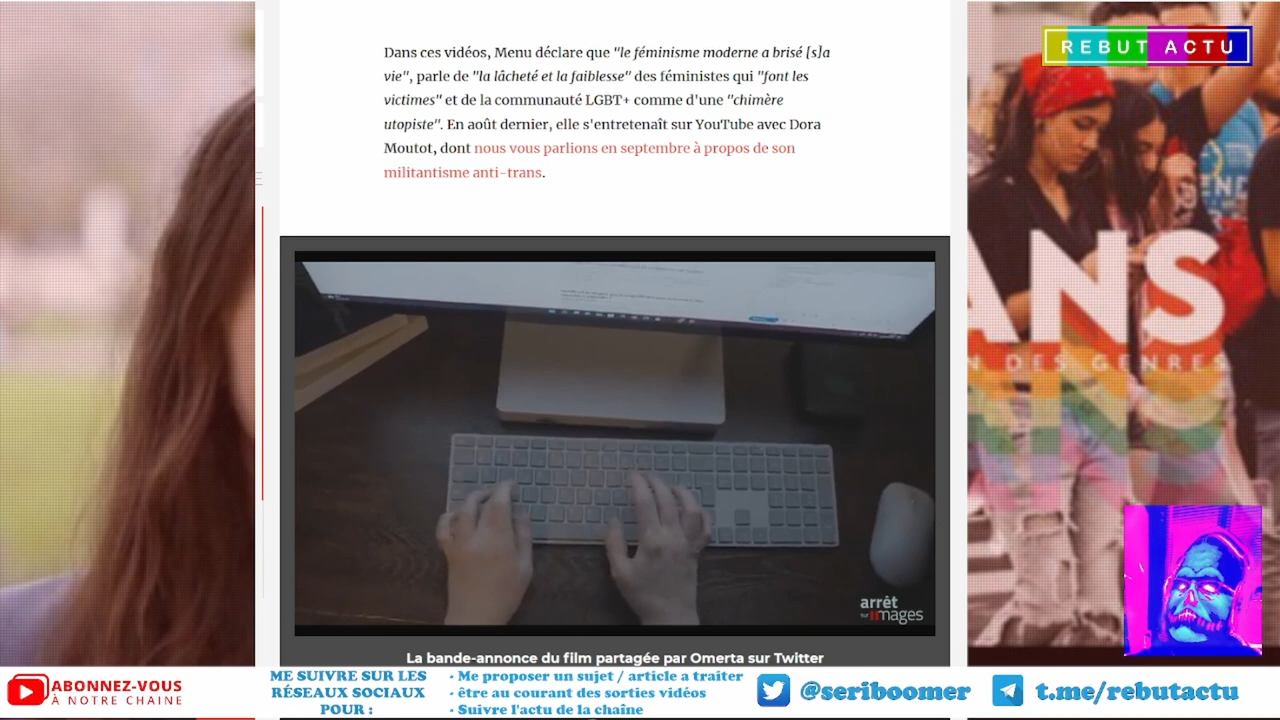 Dans ces vidéos, Menu déclare que "le féminisme moderne a brisé [s]a
vie", parle de "la lâcheté et la faiblesse" des féministes qui "font les
victimes" et de la communauté LGBT+ comme d'une "chimère
utopiste". En août dernier, elle s'entretenaît sur YouTube avec Dora
Moutot, dont nous vous parlions en septembre à propos de son
militantisme anti-trans.
REBUT ACTU
ANS
N DES GENRES
arrêt
sur images
La bande-annonce du film partagée par Omerta sur Twitter
ABONNEZ-VOUS
À NOTRE CHAINE
ME SUIVRE SUR LES
RÉSEAUX SOCIAUX
POUR :
- Me proposer un sujet / article a traiter
- être au courant des sorties vidéos
- Suivre l'actu de la chaîne
@seriboomer
t.me/rebutactu